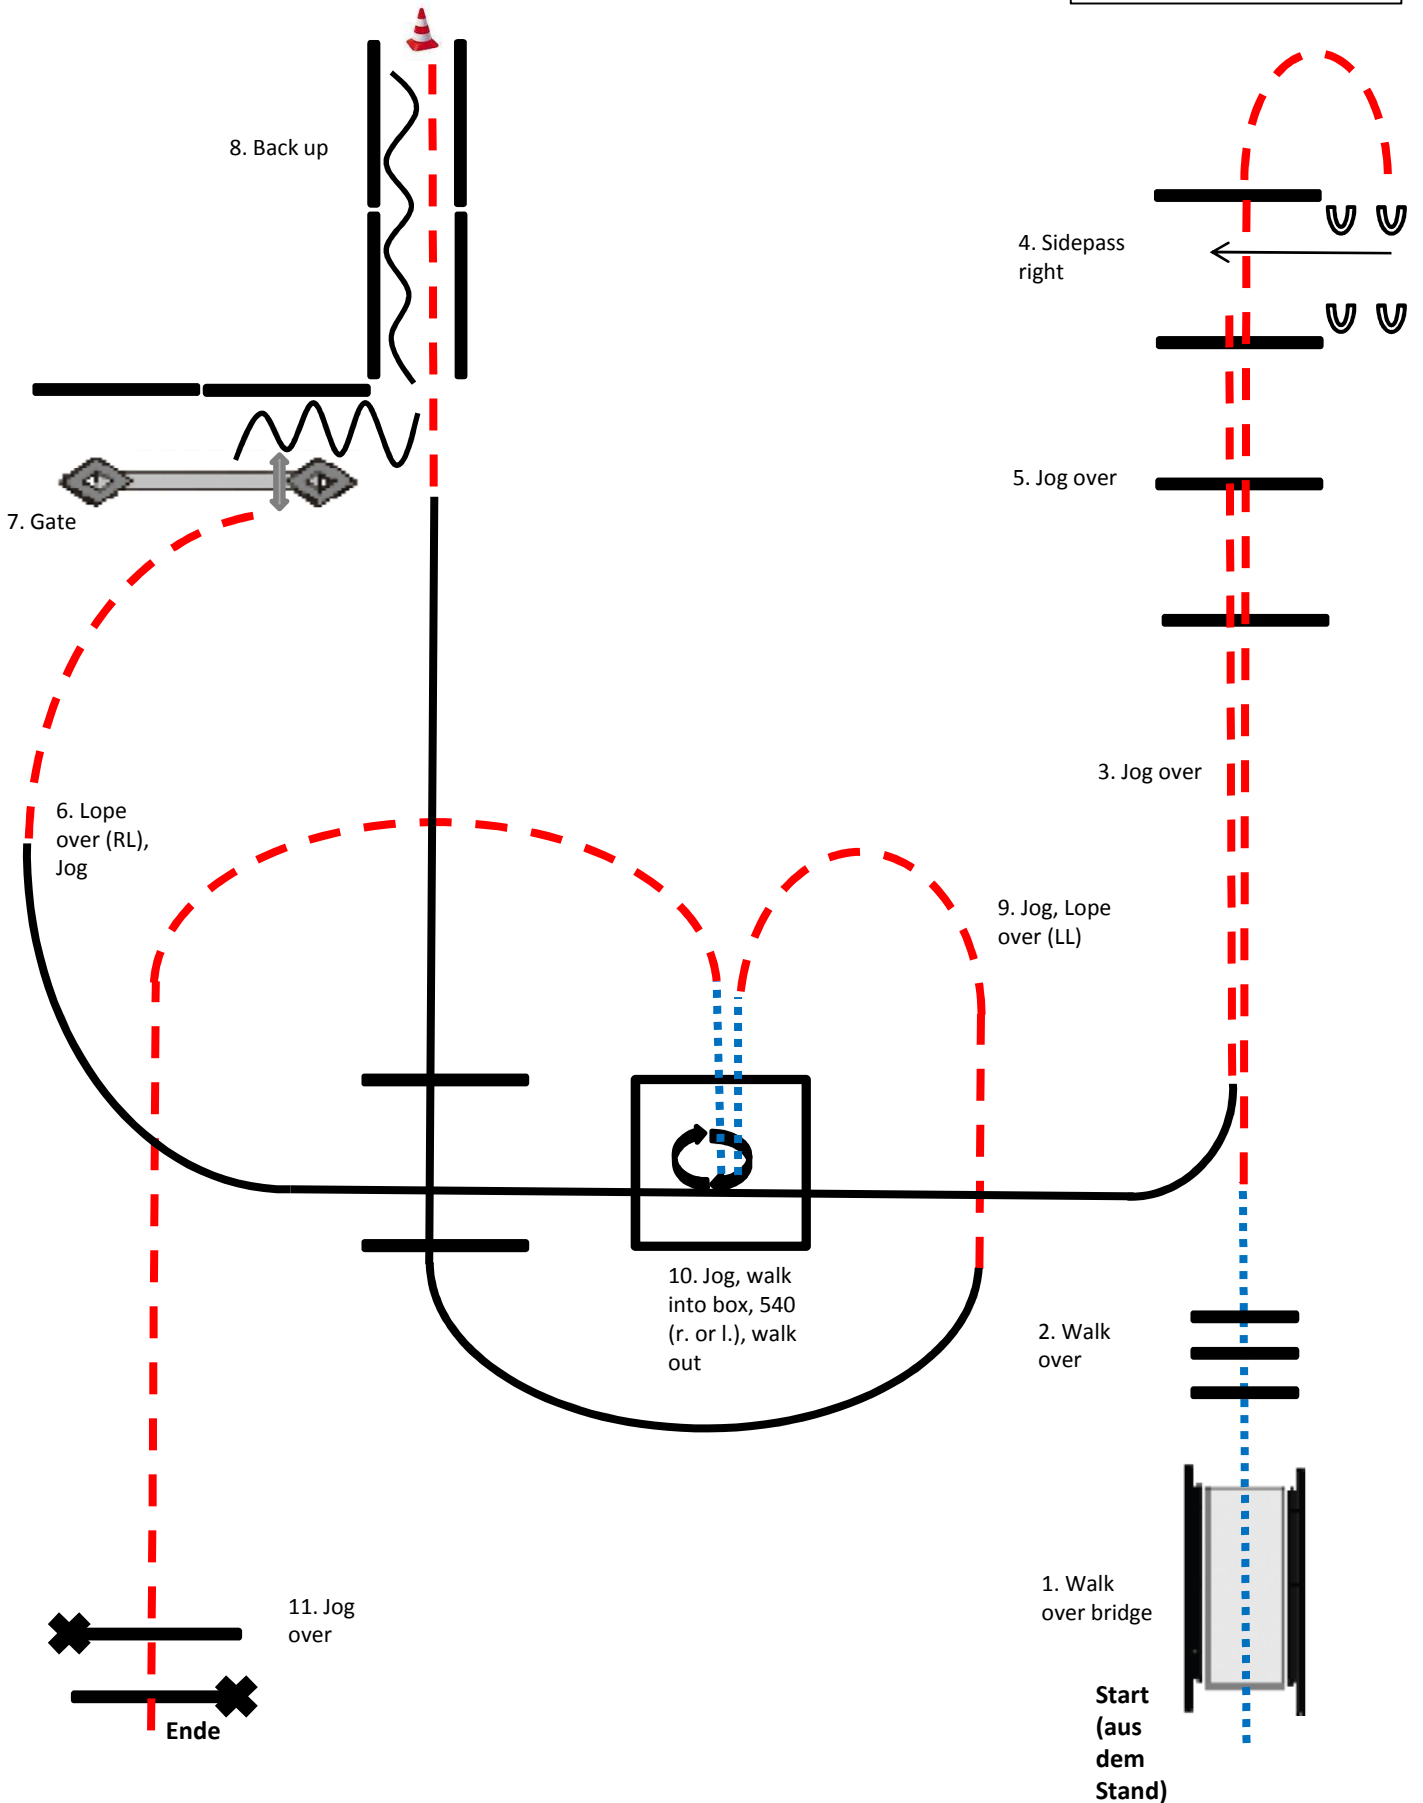 8. Back up
4. Sidepass
right
5. Jog over
7. Gate
3. Jog over
6. Lope
over (RL),
Jog
9. Jog, Lope
over (LL)
10. Jog, walk
into box, 540
(r. or l.), walk
out
2. Walk
over
1. Walk
over bridge
11. Jog
over
Ende
Start
(aus
dem
Stand)